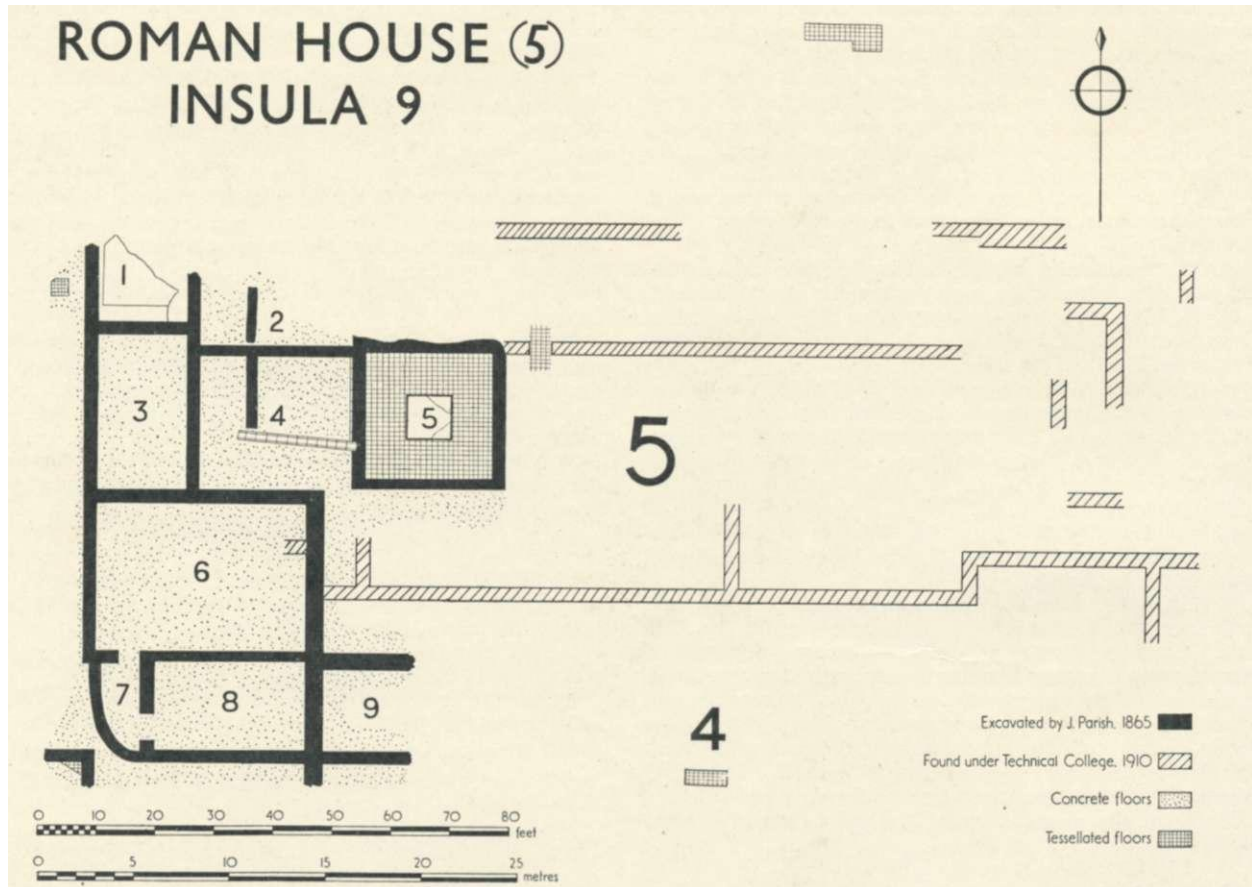 ROMAN HOUSE (5)
INSULA 9
1
2
3
4
5
5
6
7
8
9
4
Excavated by J. Parish, 1865
Found under Technical College, 1910
Concrete floors
Tessellated floors
0 10 20 30 40 50 60 70 80 feet
0 5 10 15 20 25 metres